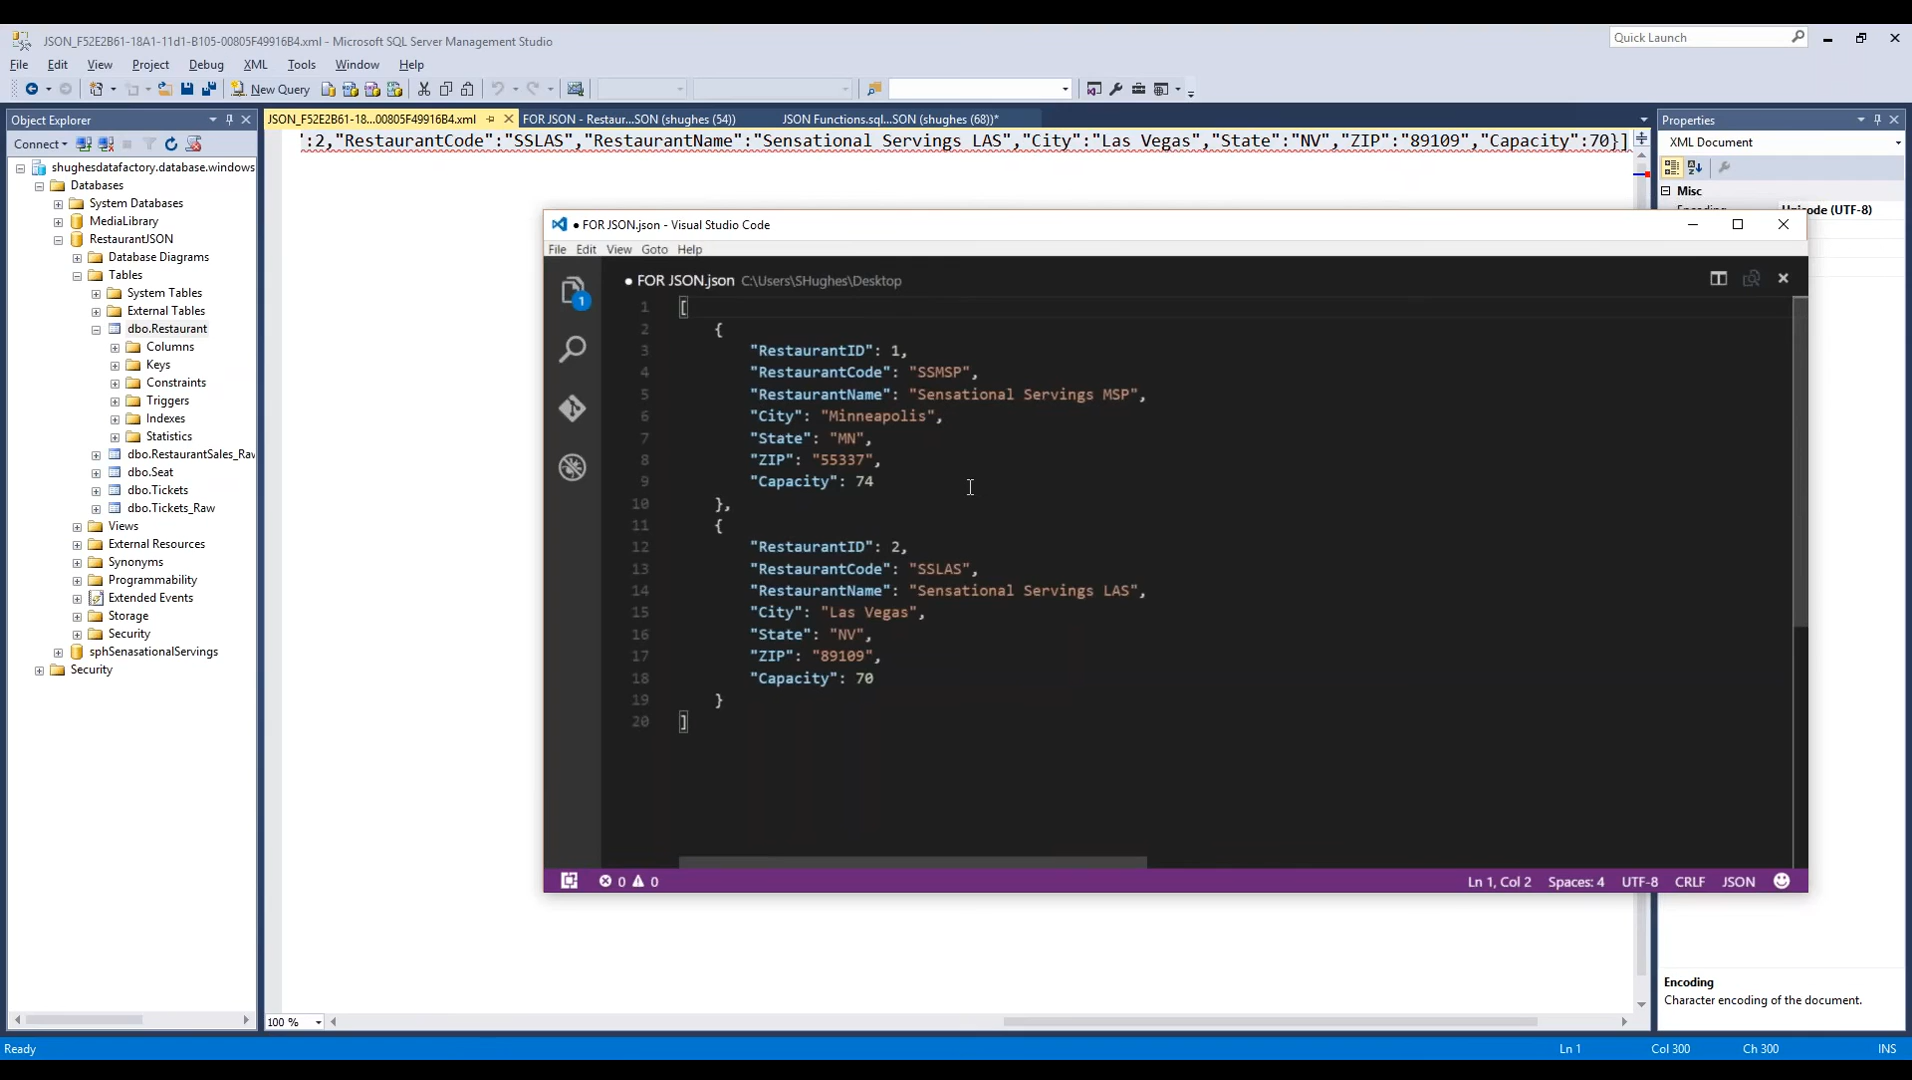 JSON_F52E2B61-18A1-11d1-B105-00805F49916B4.xml - Microsoft SQL Server Management Studio
Quick Launch
File Edit View Project Debug XML Tools Window Help
New Query
Object Explorer
JSON_F52E2B61-18...00805F49916B4.xml
FOR JSON - Restaur...SON (shughes (54))
JSON Functions.sql...SON (shughes (68))*
Properties
Connect
':2,"RestaurantCode":"SSLAS","RestaurantName":"Sensational Servings LAS","City":"Las Vegas","State":"NV","ZIP":"89109","Capacity":70}]
XML Document
Misc
Unicode (UTF-8)
shughesdatafactory.database.windows
Databases
System Databases
MediaLibrary
RestaurantJSON
Database Diagrams
Tables
System Tables
External Tables
dbo.Restaurant
Columns
Keys
Constraints
Triggers
Indexes
Statistics
dbo.RestaurantSales_Rav
dbo.Seat
dbo.Tickets
dbo.Tickets_Raw
Views
External Resources
Synonyms
Programmability
Extended Events
Storage
Security
sphSenasationalServings
Security
● FOR JSON.json - Visual Studio Code
File Edit View Goto Help
● FOR JSON.json C:\Users\SHughes\Desktop
1
1 [
2 {
3 "RestaurantID": 1,
4 "RestaurantCode": "SSMSP",
5 "RestaurantName": "Sensational Servings MSP",
6 "City": "Minneapolis",
7 "State": "MN",
8 "ZIP": "55337",
9 "Capacity": 74
10 },
11 {
12 "RestaurantID": 2,
13 "RestaurantCode": "SSLAS",
14 "RestaurantName": "Sensational Servings LAS",
15 "City": "Las Vegas",
16 "State": "NV",
17 "ZIP": "89109",
18 "Capacity": 70
19 }
20 ]
0 0
Ln 1, Col 2 Spaces: 4 UTF-8 CRLF JSON
Encoding
Character encoding of the document.
100 %
Ready
Ln 1 Col 300 Ch 300 INS